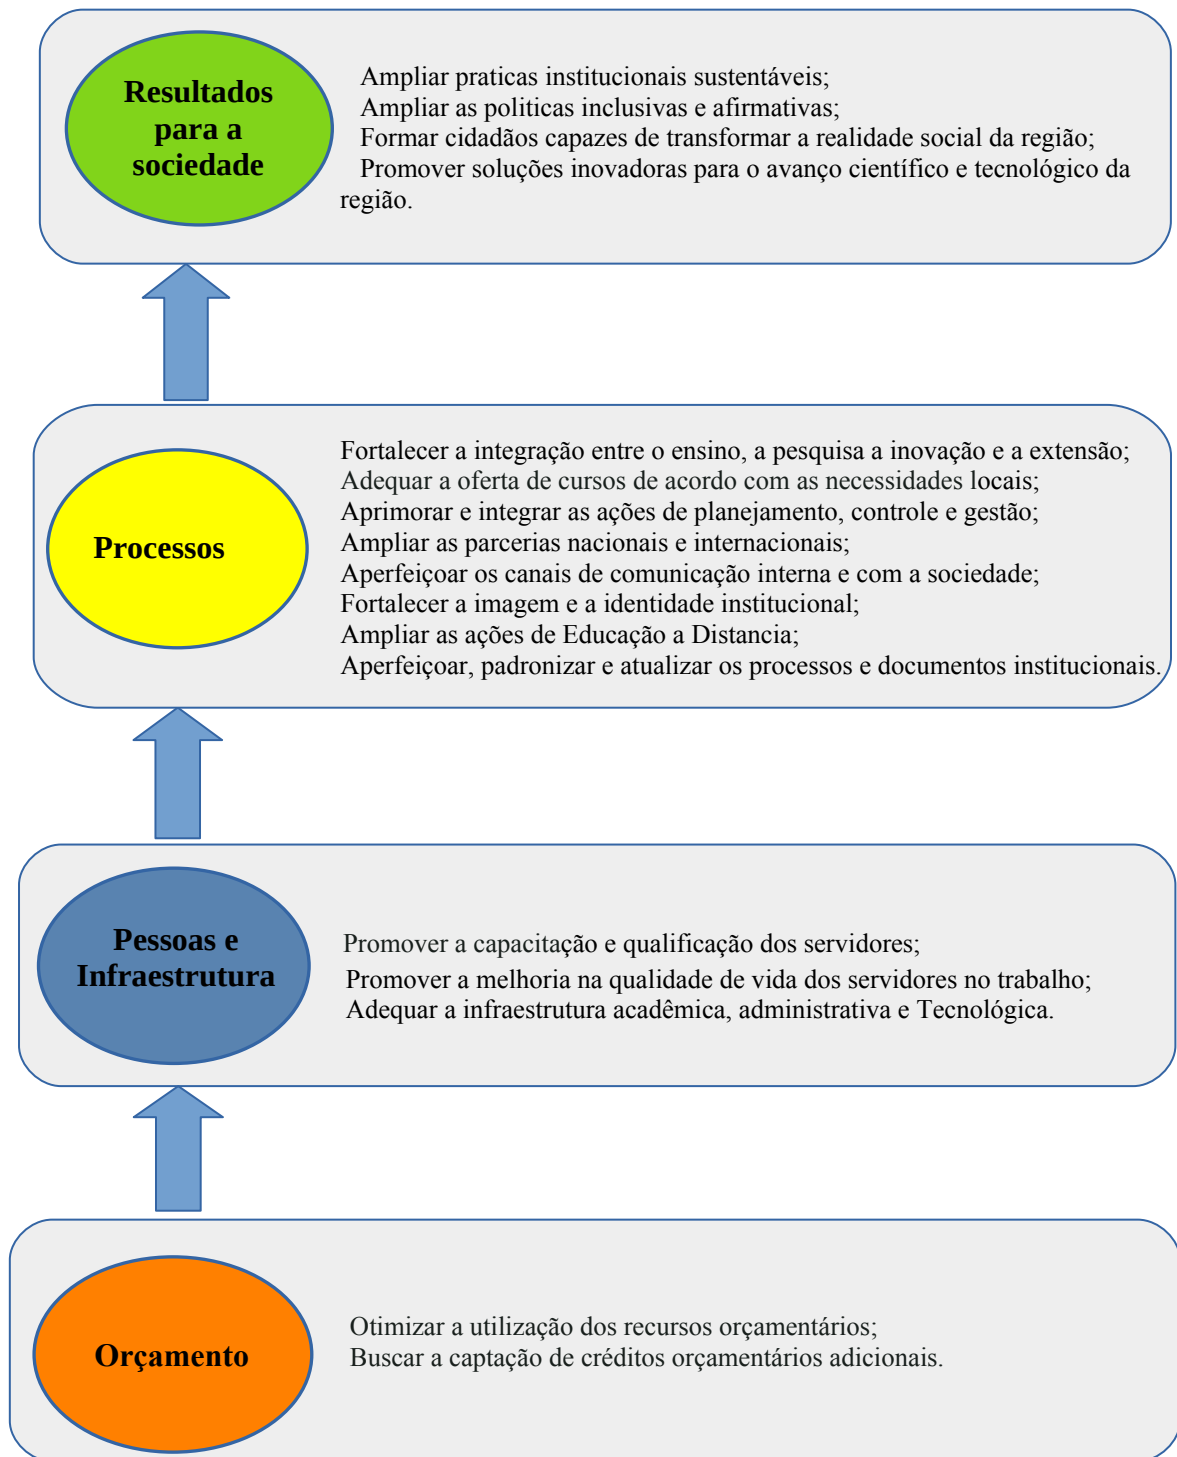 Resultados
para a
sociedade
Ampliar praticas institucionais sustentáveis;
Ampliar as politicas inclusivas e afirmativas;
Formar cidadãos capazes de transformar a realidade social da região;
Promover soluções inovadoras para o avanço científico e tecnológico da
região.
Processos
Fortalecer a integração entre o ensino, a pesquisa a inovação e a extensão;
Adequar a oferta de cursos de acordo com as necessidades locais;
Aprimorar e integrar as ações de planejamento, controle e gestão;
Ampliar as parcerias nacionais e internacionais;
Aperfeiçoar os canais de comunicação interna e com a sociedade;
Fortalecer a imagem e a identidade institucional;
Ampliar as ações de Educação a Distancia;
Aperfeiçoar, padronizar e atualizar os processos e documentos institucionais.
Pessoas e
Infraestrutura
Promover a capacitação e qualificação dos servidores;
Promover a melhoria na qualidade de vida dos servidores no trabalho;
Adequar a infraestrutura acadêmica, administrativa e Tecnológica.
Orçamento
Otimizar a utilização dos recursos orçamentários;
Buscar a captação de créditos orçamentários adicionais.